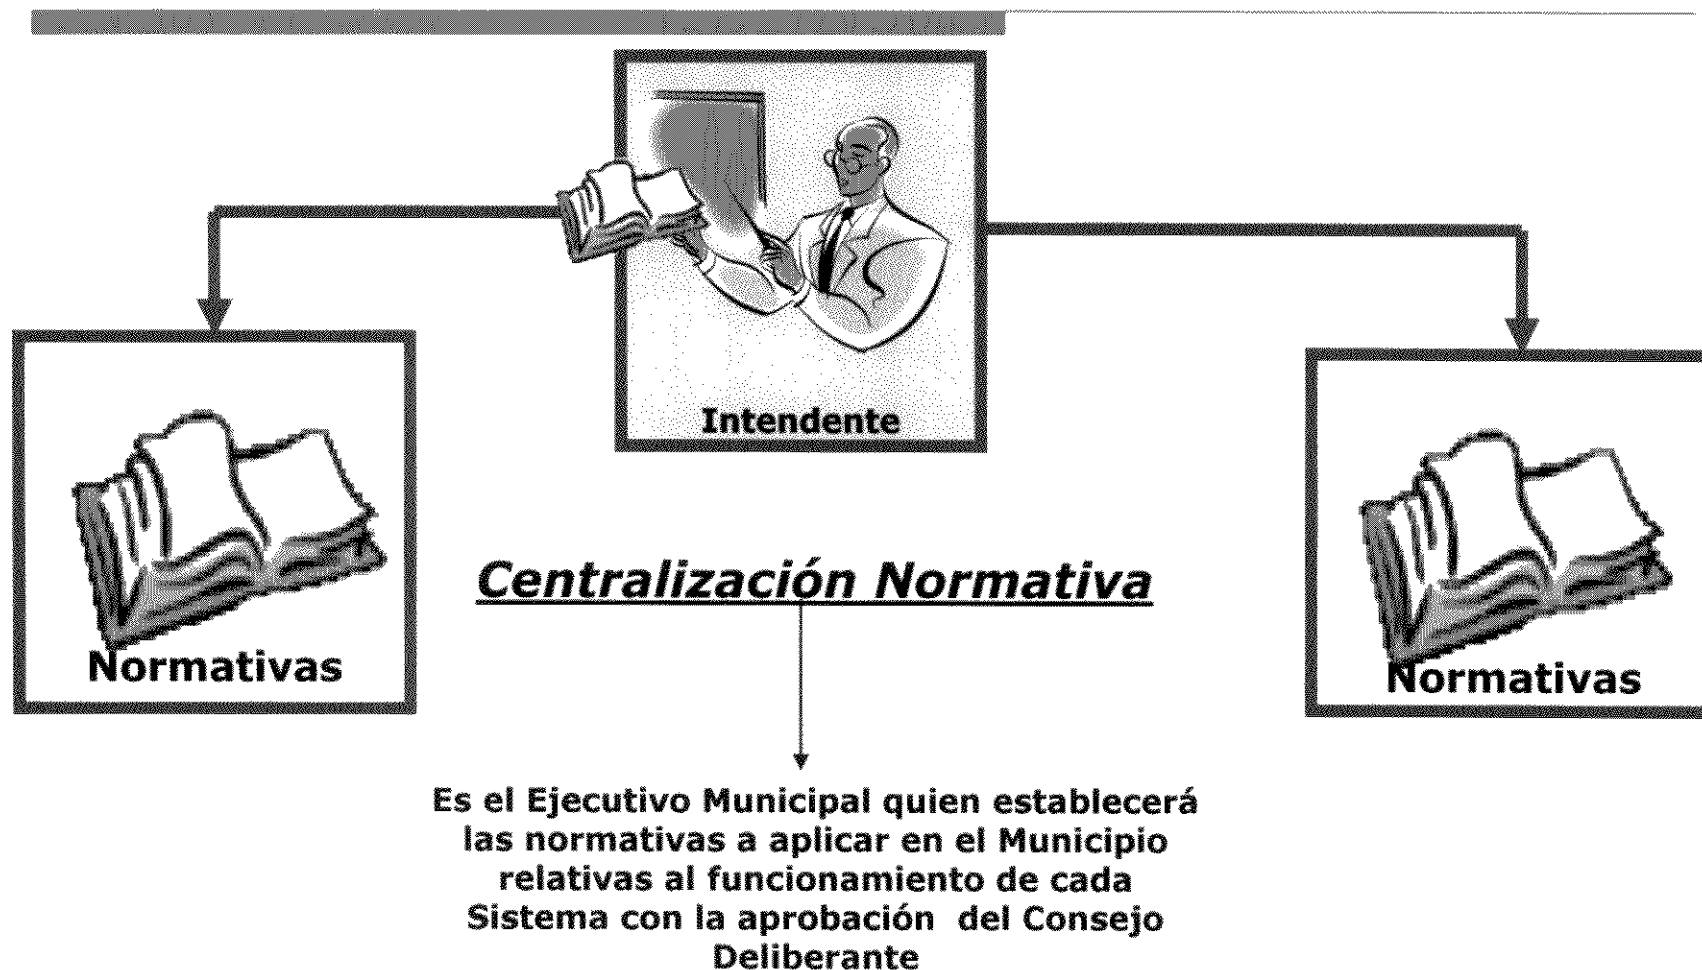 Intendente
Normativas
Centralización Normativa
Normativas
Es el Ejecutivo Municipal quien establecerá
las normativas a aplicar en el Municipio
relativas al funcionamiento de cada
Sistema con la aprobación  del Consejo
Deliberante